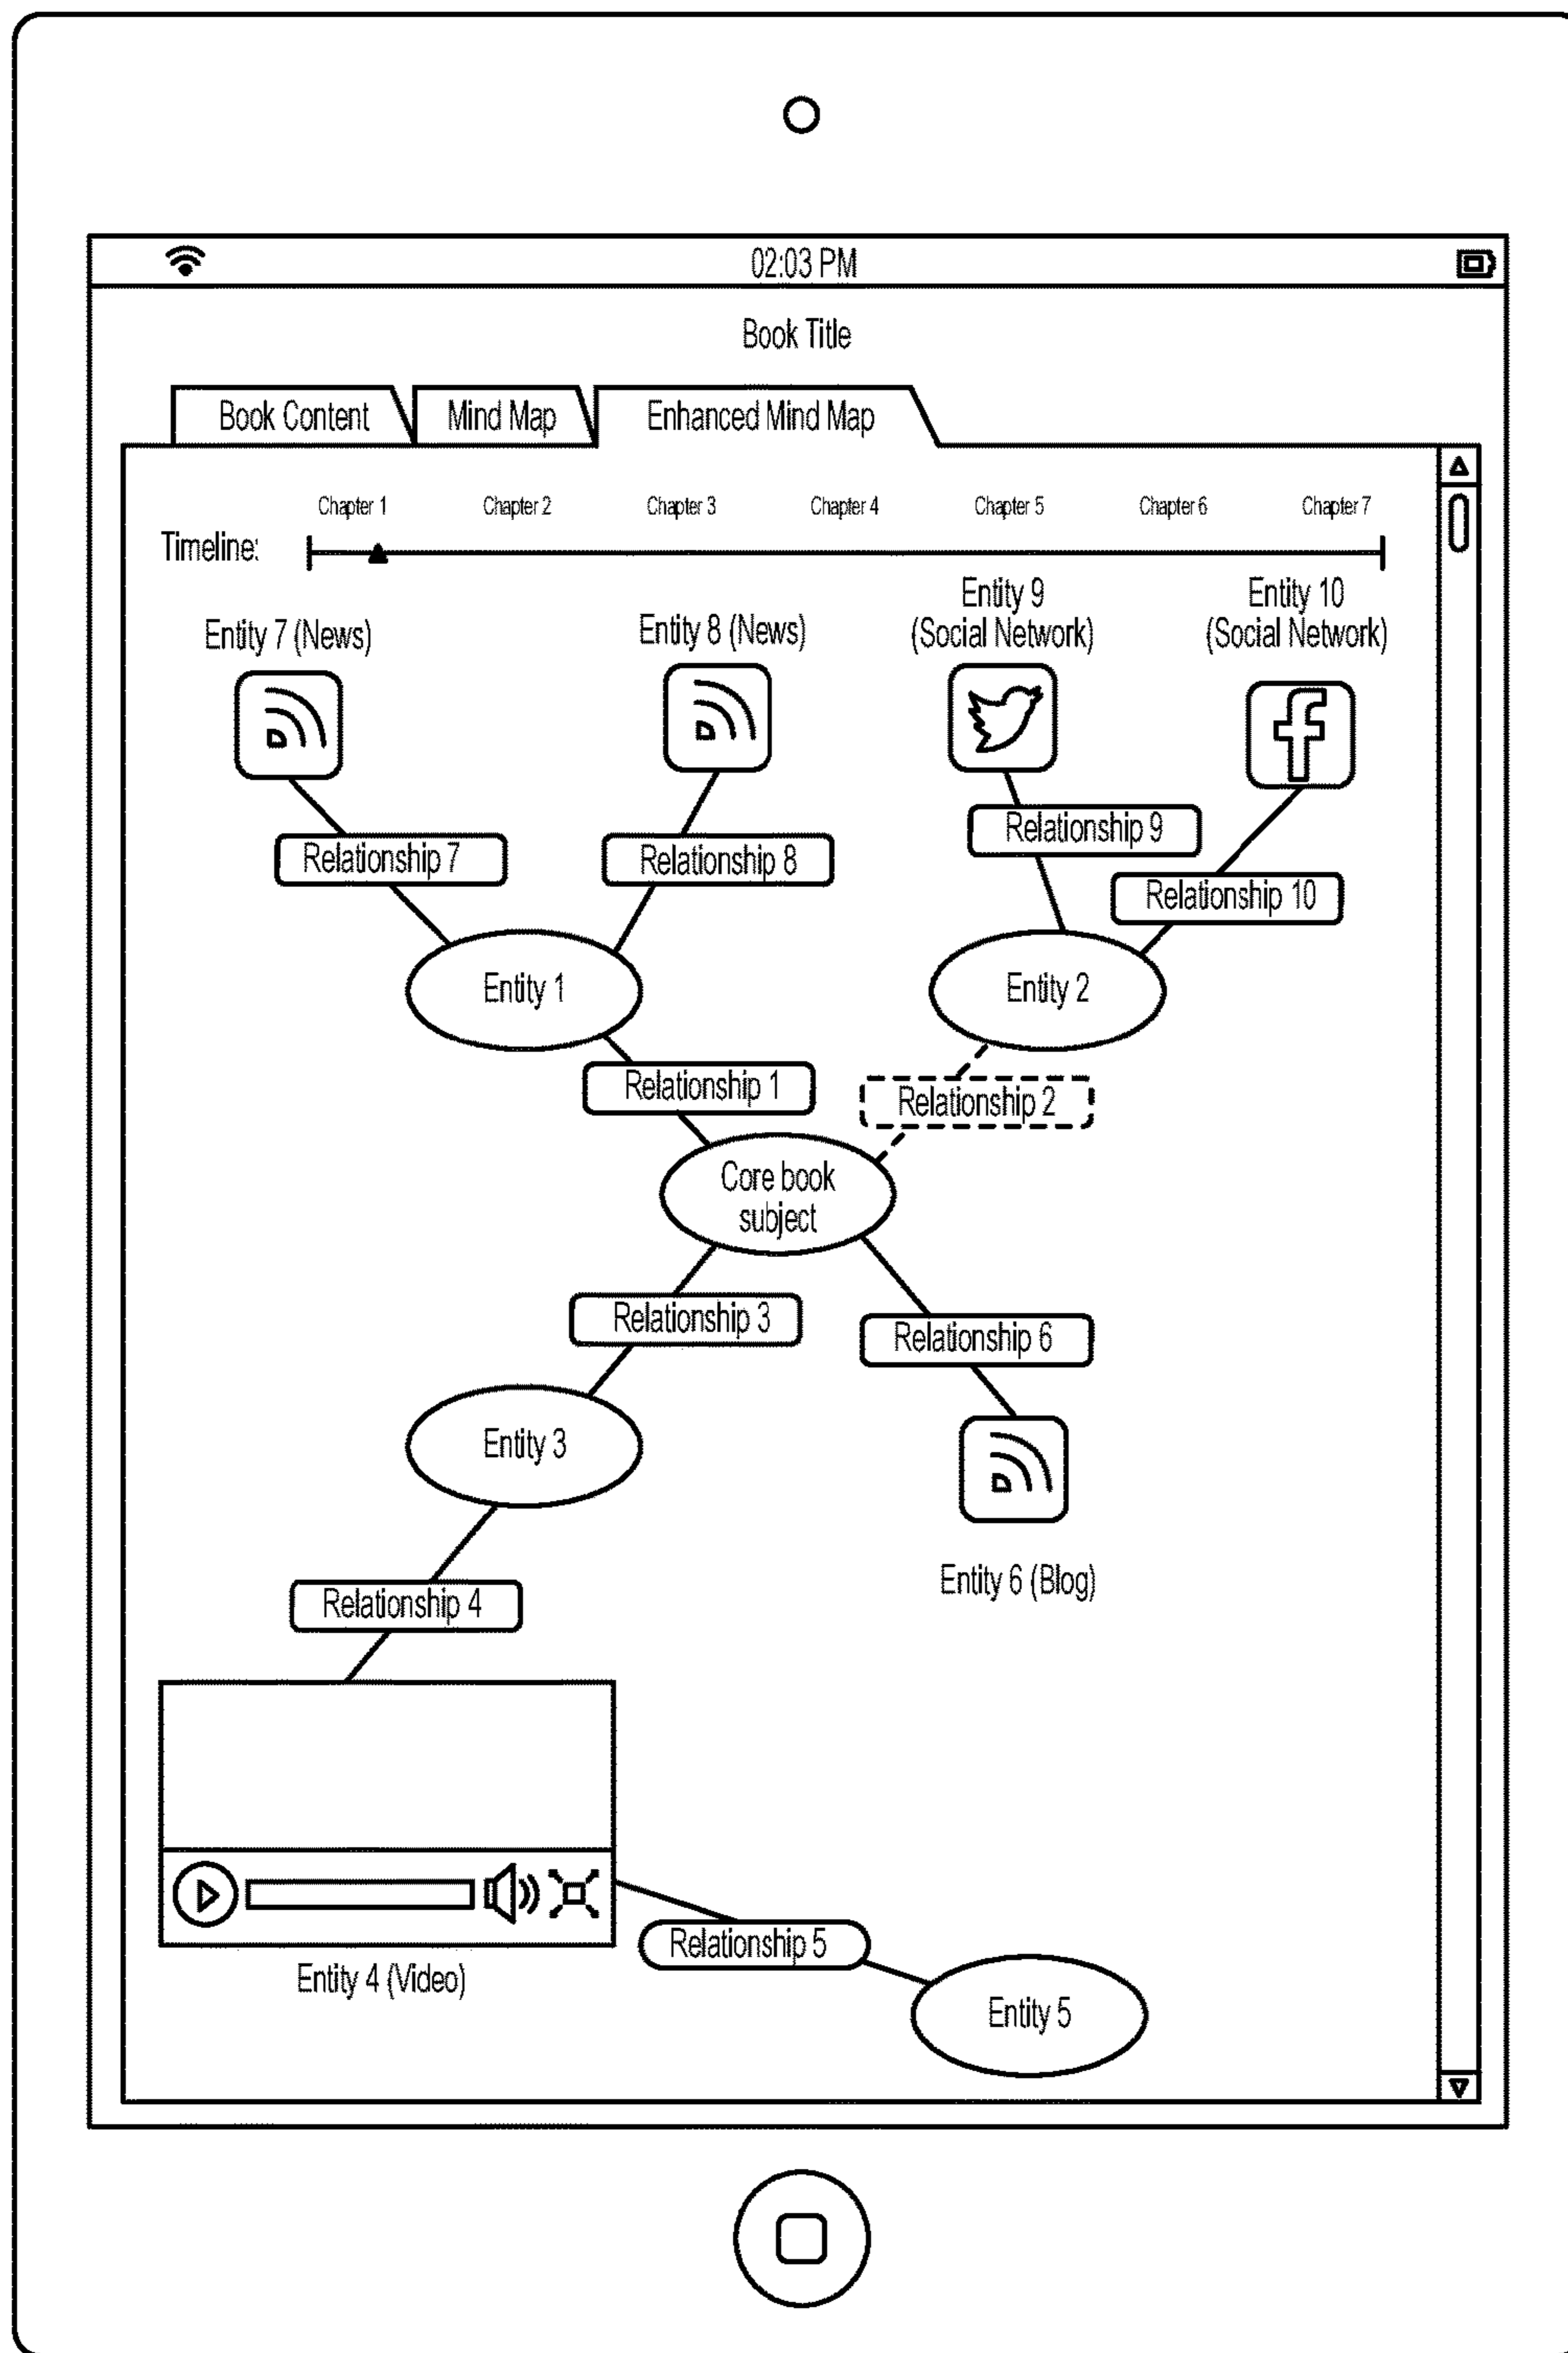 02:03 PM
Book Title
Book Content
Mind Map
Enhanced Mind Map
Chapter 1
Chapter 2
Chapter 3
Chapter 4
Chapter 5
Chapter 6
Chapter 7
Timeline:
Entity 7 (News)
Entity 8 (News)
Entity 9
(Social Network)
Entity 10
(Social Network)
Relationship 7
Relationship 8
Relationship 9
Relationship 10
Entity 1
Entity 2
Relationship 1
Relationship 2
Core book
subject
Relationship 3
Relationship 6
Entity 3
Entity 6 (Blog)
Relationship 4
Relationship 5
Entity 4 (Video)
Entity 5